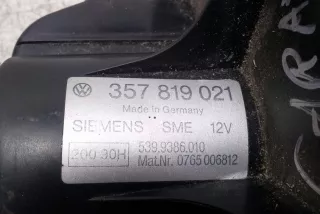 357 819 021
Made in Germany
SIEMENS SME 12V
200 30H 539.9386.010
Mat.Nr. 0765 006812